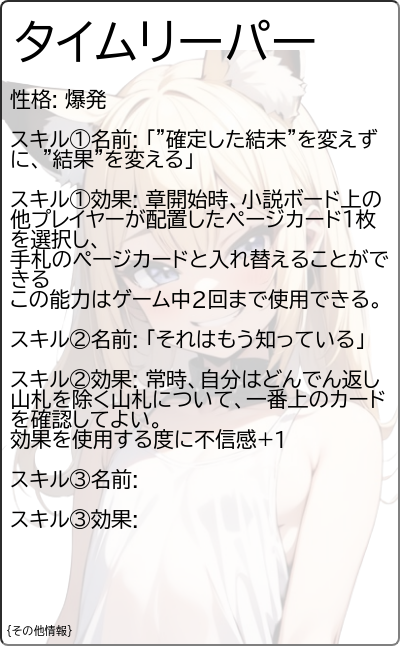 タイムリーパー
性格: 爆発
スキル①名前: 「”確定した結末”を変えず
に、”結果”を変える」
スキル①効果: 章開始時、小説ボード上の
他プレイヤーが配置したページカード1枚
を選択し、
手札のページカードと入れ替えることがで
きる
この能力はゲーム中2回まで使用できる。
スキル②名前: 「それはもう知っている」
スキル②効果: 常時、自分はどんでん返し
山札を除く山札について、一番上のカード
を確認してよい。
効果を使用する度に不信感+1
スキル③名前:
スキル③効果:
{その他情報}